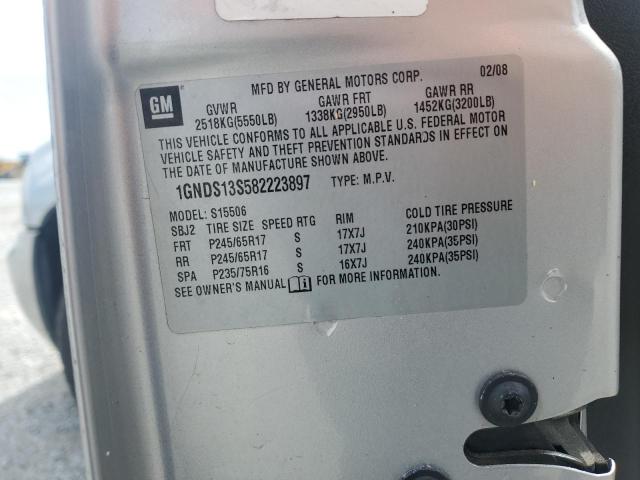 MFD BY GENERAL MOTORS CORP. 02/08
GM
GVWR GAWR FRT GAWR RR
2518KG(5550LB) 1338KG(2950LB) 1452KG(3200LB)
THIS VEHICLE CONFORMS TO ALL APPLICABLE U.S. FEDERAL MOTOR
VEHICLE SAFETY AND THEFT PREVENTION STANDARDS IN EFFECT ON
THE DATE OF MANUFACTURE SHOWN ABOVE.
1GNDS13S582223897 TYPE: M.P.V.
MODEL: S15506
SBJ2 TIRE SIZE SPEED RTG RIM COLD TIRE PRESSURE
FRT P245/65R17 S 17X7J 210KPA(30PSI)
RR P245/65R17 S 17X7J 240KPA(35PSI)
SPA P235/75R16 S 16X7J 240KPA(35PSI)
SEE OWNER'S MANUAL i FOR MORE INFORMATION.